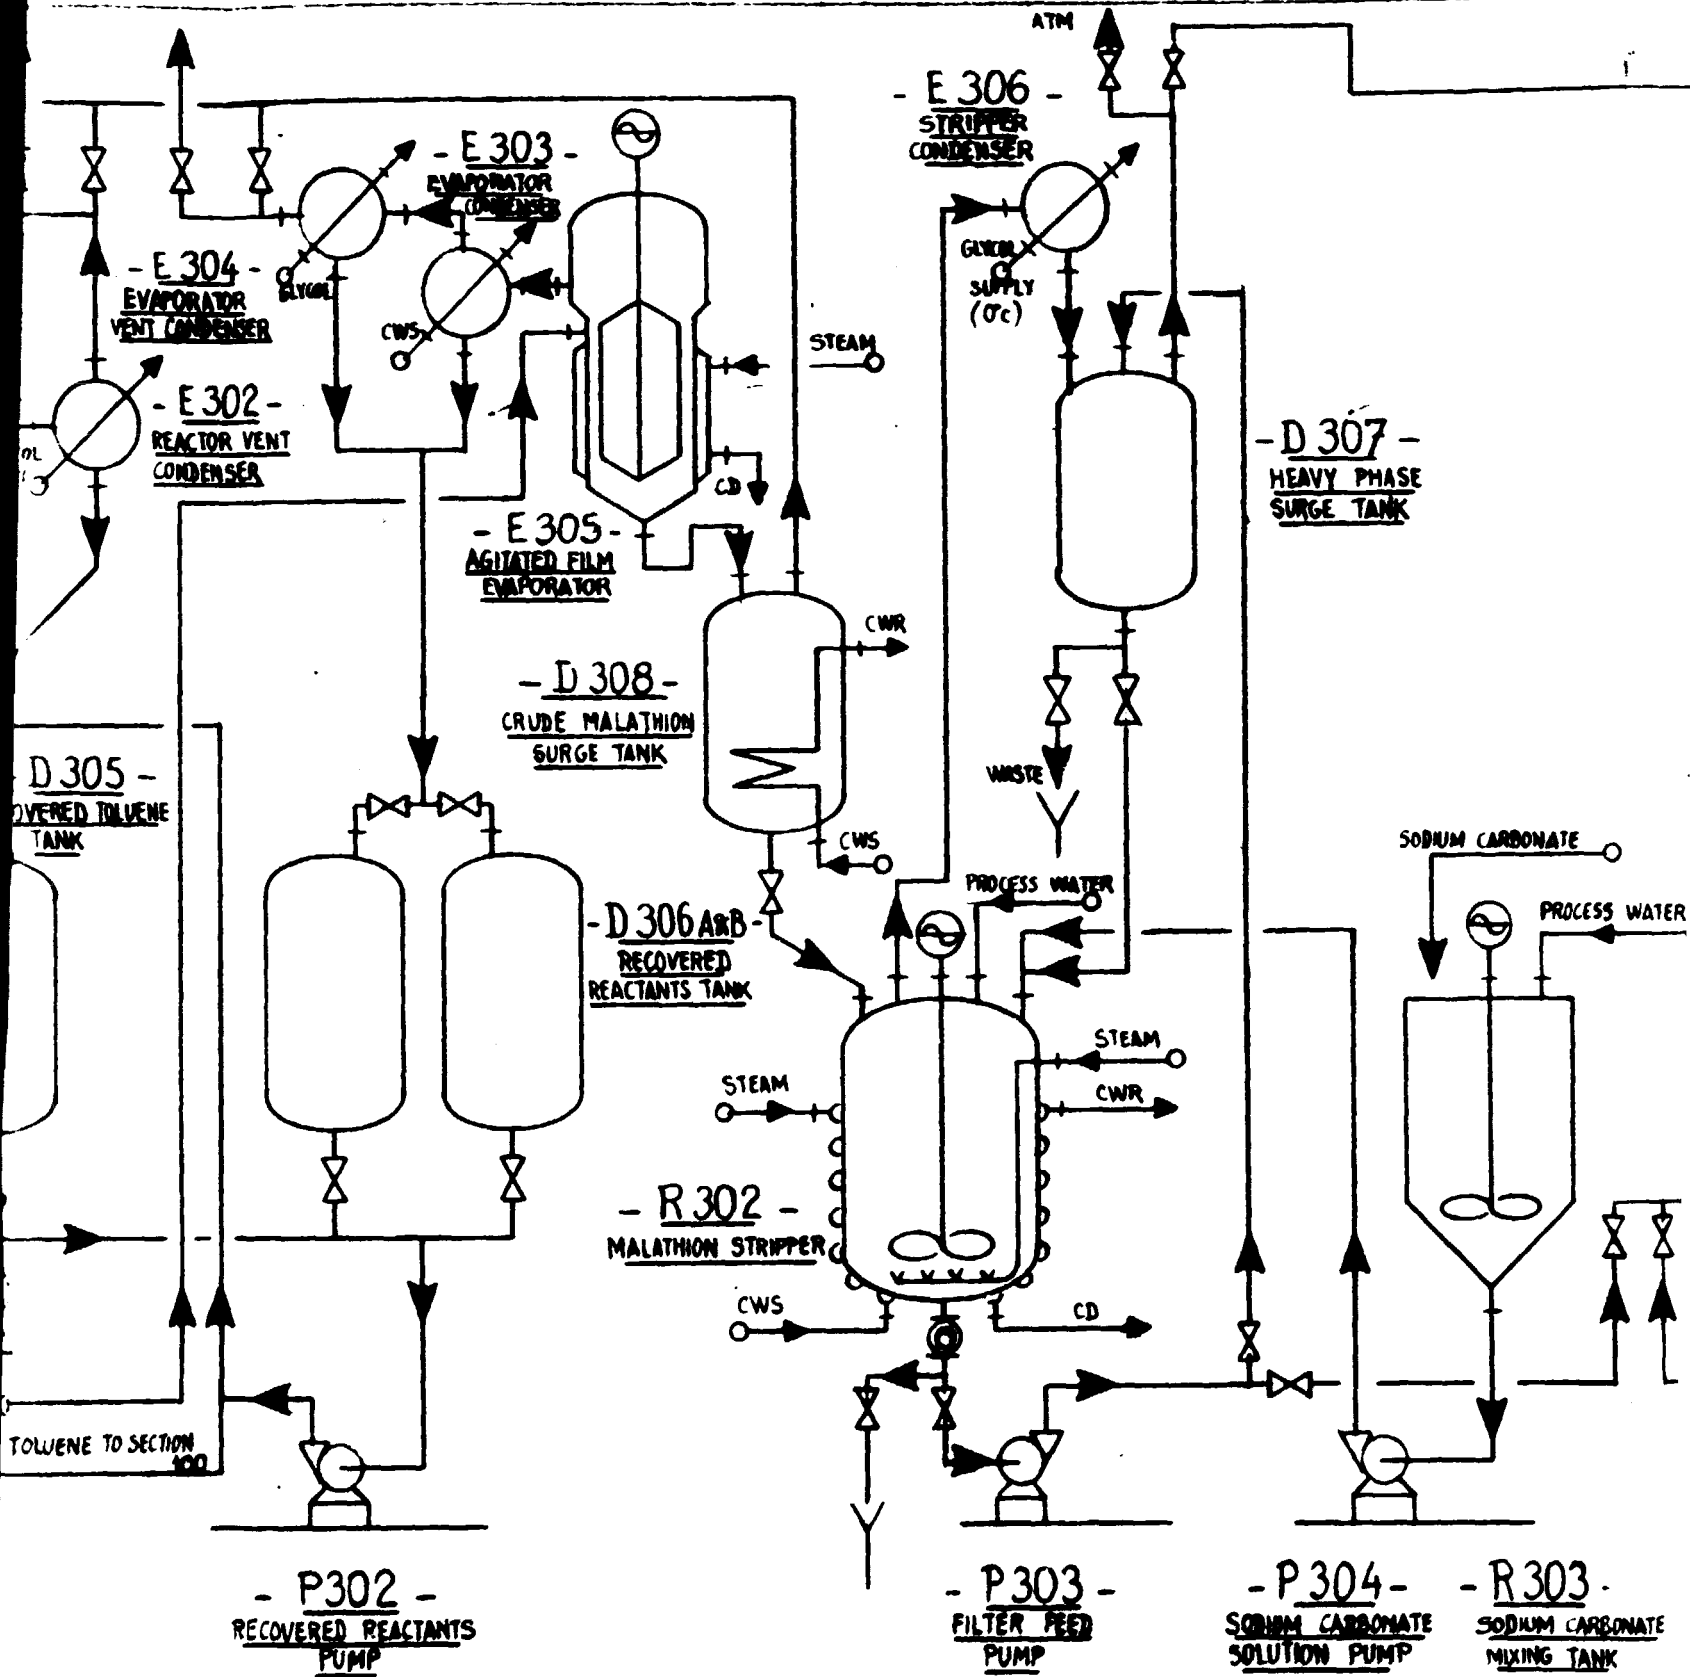 ATM
- E 306 -
STRIPPER
CONDENSER
- E 303 -
EVAPORATOR
CONDENSER
- E 304 -
EVAPORATOR
VENT CONDENSER
GLYCOL
CWS
GLYCOL
SUPPLY
(0°C)
STEAM
- E 302 -
REACTOR VENT
CONDENSER
OL
CD
- D 307 -
HEAVY PHASE
SURGE TANK
- E 305 -
AGITATED FILM
EVAPORATOR
CWR
- D 308 -
CRUDE MALATHION
SURGE TANK
D 305 -
OVERED TOLUENE
TANK
WASTE
CWS
SODIUM CARBONATE
PROCESS WATER
PROCESS WATER
- D 306 A&B -
RECOVERED
REACTANTS TANK
STEAM
STEAM
CWR
- R 302 -
MALATHION STRIPPER
CWS
CD
TOLUENE TO SECTION
100
- P302 -
RECOVERED REACTANTS
PUMP
- P303 -
FILTER FEED
PUMP
- P304 -
SODIUM CARBONATE
SOLUTION PUMP
- R303 -
SODIUM CARBONATE
MIXING TANK